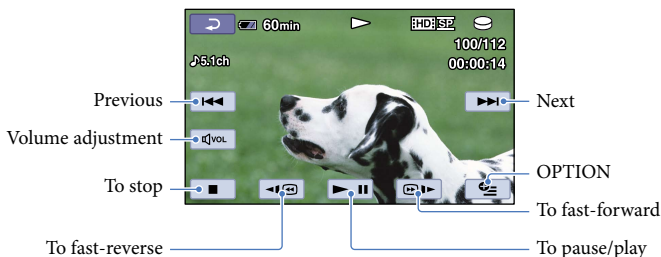 60min
HD SP
100/112
♪5.1ch
00:00:14
Previous
Next
Volume adjustment
VOL
OPTION
To stop
To fast-forward
To fast-reverse
To pause/play